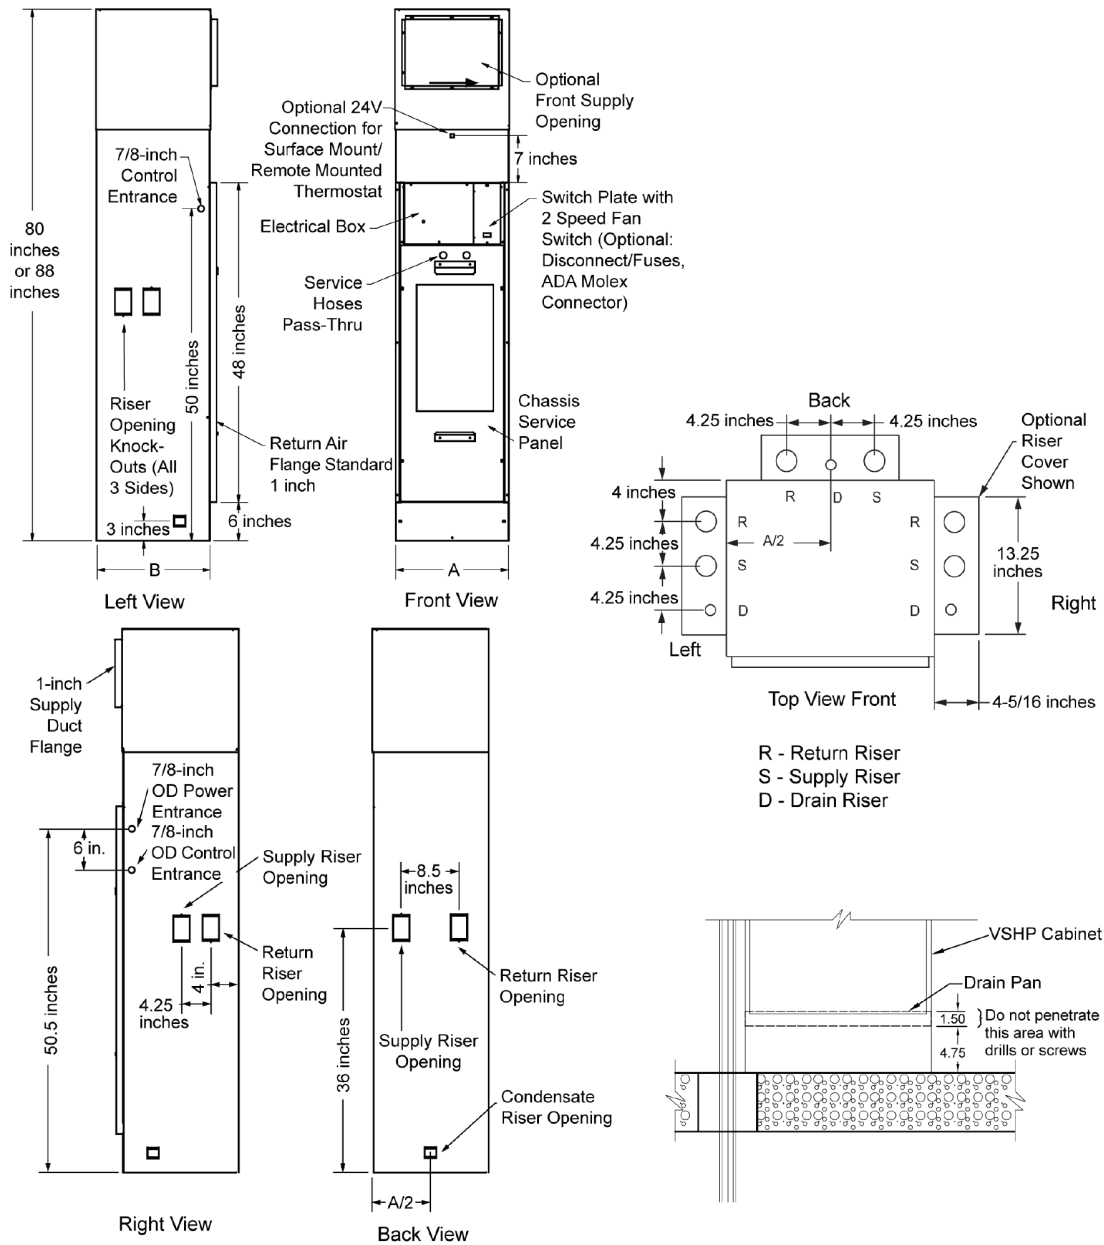 80
inches
or 88
inches
7/8-inch
Control
Entrance
50 inches
48 inches
Riser
Opening
Knock-
Outs (All
3 Sides)
Return Air
Flange Standard
1 inch
3 inches
6 inches
B
Left View
Optional
Front Supply
Opening
Optional 24V
Connection for
Surface Mount/
Remote Mounted
Thermostat
7 inches
Electrical Box
Switch Plate with
2 Speed Fan
Switch (Optional:
Disconnect/Fuses,
ADA Molex
Connector)
Service
Hoses
Pass-Thru
Chassis
Service
Panel
A
Front View
Back
4.25 inches
4.25 inches
Optional
Riser
Cover
Shown
4 inches
R
D
S
R
R
A/2
4.25 inches
S
S
13.25
inches
4.25 inches
D
D
Right
Left
Top View Front
4-5/16 inches
R - Return Riser
S - Supply Riser
D - Drain Riser
1-inch
Supply
Duct
Flange
7/8-inch
OD Power
Entrance
6 in.
7/8-inch
OD Control
Entrance
Supply Riser
Opening
4 in.
Return
Riser
Opening
4.25
inches
50.5 inches
Right View
8.5
inches
Return Riser
Opening
Supply Riser
Opening
36 inches
Condensate
Riser Opening
A/2
Back View
VSHP Cabinet
Drain Pan
1.50
Do not penetrate
this area with
drills or screws
4.75